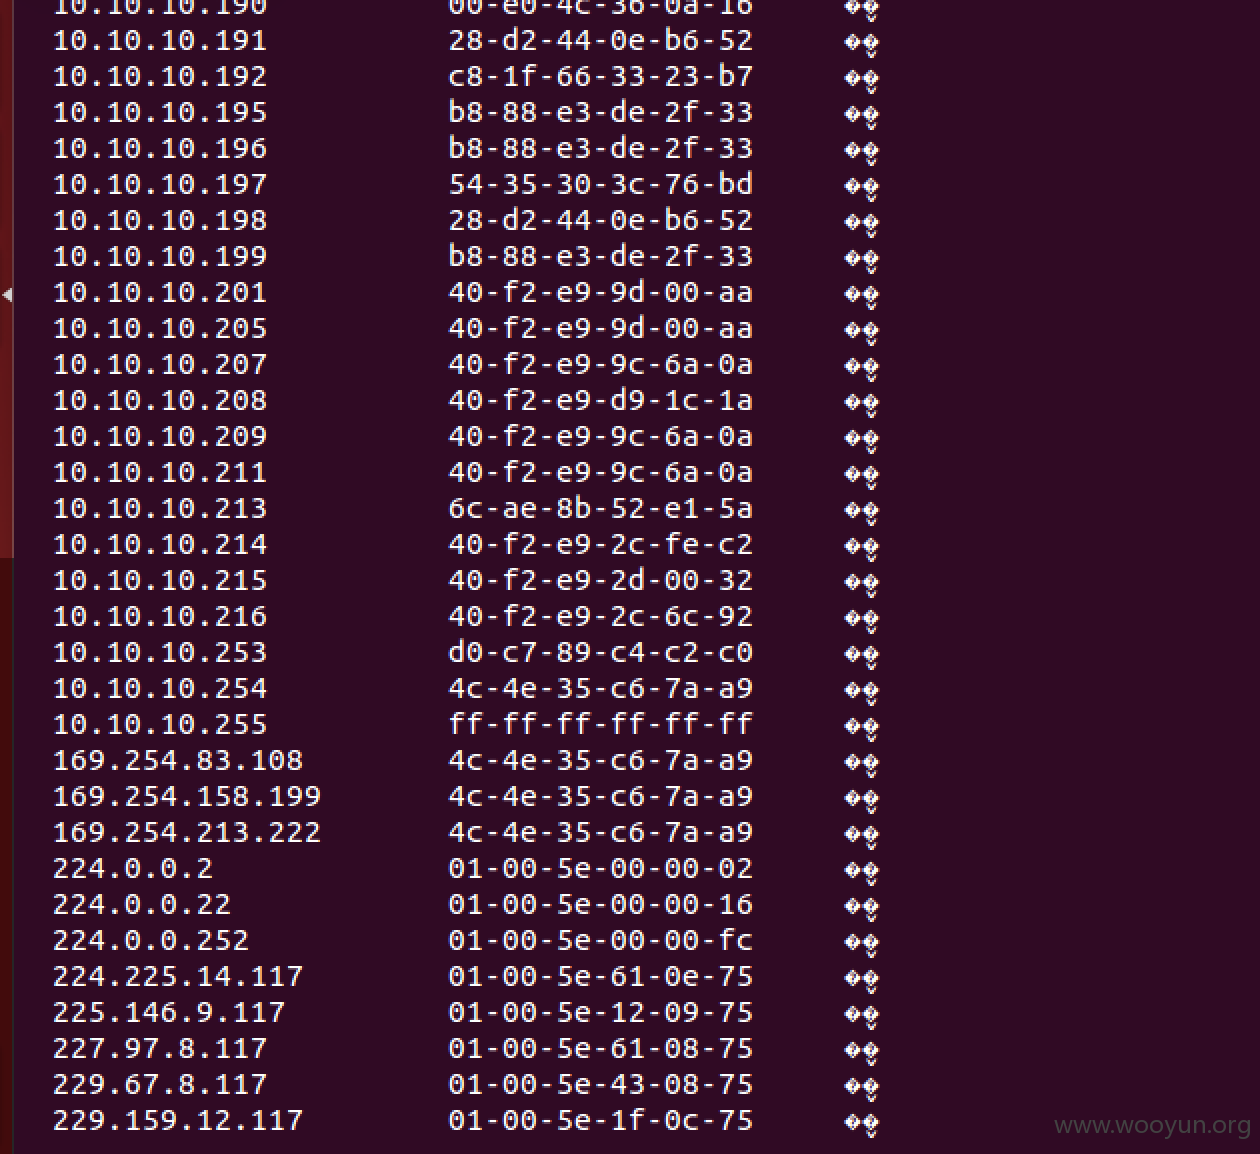 10.10.10.190 00-e0-4c-36-0a-16
10.10.10.191 28-d2-44-0e-b6-52
10.10.10.192 c8-1f-66-33-23-b7
10.10.10.195 b8-88-e3-de-2f-33
10.10.10.196 b8-88-e3-de-2f-33
10.10.10.197 54-35-30-3c-76-bd
10.10.10.198 28-d2-44-0e-b6-52
10.10.10.199 b8-88-e3-de-2f-33
10.10.10.201 40-f2-e9-9d-00-aa
10.10.10.205 40-f2-e9-9d-00-aa
10.10.10.207 40-f2-e9-9c-6a-0a
10.10.10.208 40-f2-e9-d9-1c-1a
10.10.10.209 40-f2-e9-9c-6a-0a
10.10.10.211 40-f2-e9-9c-6a-0a
10.10.10.213 6c-ae-8b-52-e1-5a
10.10.10.214 40-f2-e9-2c-fe-c2
10.10.10.215 40-f2-e9-2d-00-32
10.10.10.216 40-f2-e9-2c-6c-92
10.10.10.253 d0-c7-89-c4-c2-c0
10.10.10.254 4c-4e-35-c6-7a-a9
10.10.10.255 ff-ff-ff-ff-ff-ff
169.254.83.108 4c-4e-35-c6-7a-a9
169.254.158.199 4c-4e-35-c6-7a-a9
169.254.213.222 4c-4e-35-c6-7a-a9
224.0.0.2 01-00-5e-00-00-02
224.0.0.22 01-00-5e-00-00-16
224.0.0.252 01-00-5e-00-00-fc
224.225.14.117 01-00-5e-61-0e-75
225.146.9.117 01-00-5e-12-09-75
227.97.8.117 01-00-5e-61-08-75
229.67.8.117 01-00-5e-43-08-75
229.159.12.117 01-00-5e-1f-0c-75
www.wooyun.org